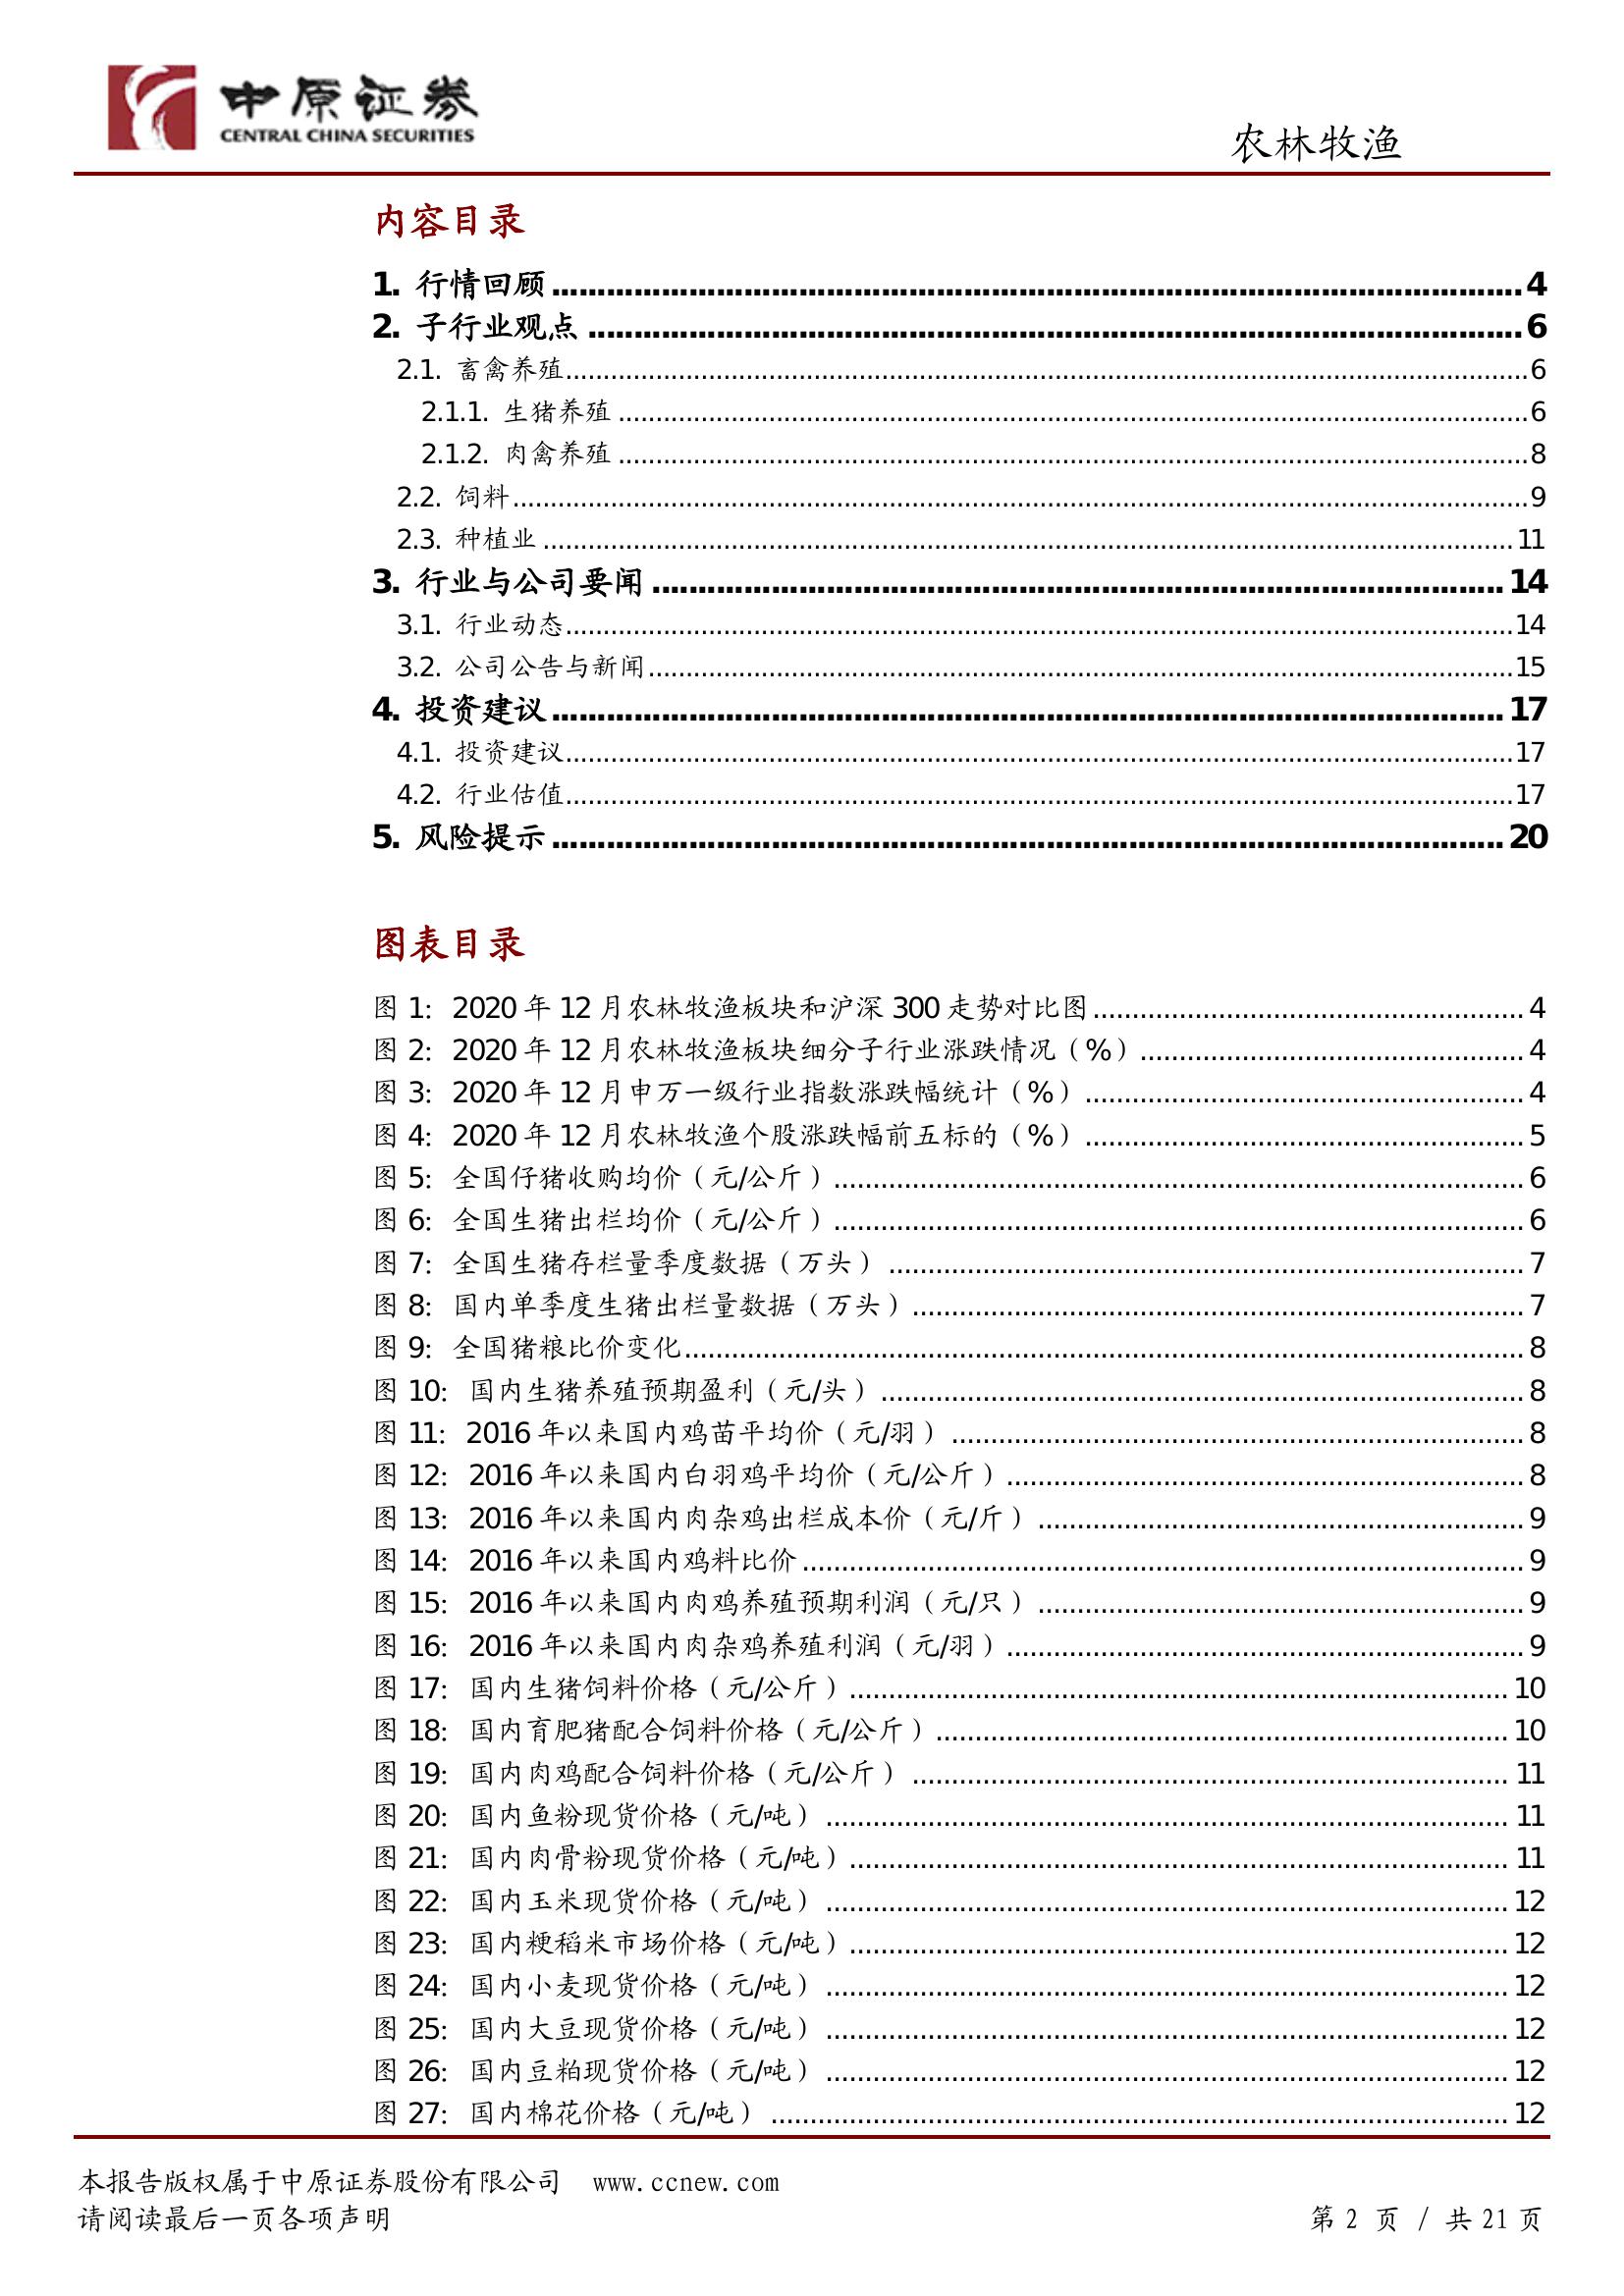 中原证券
CENTRAL CHINA SECURITIES
农林牧渔
内容目录
1. 行情回顾 4
2. 子行业观点 6
2.1. 畜禽养殖 6
2.1.1. 生猪养殖 6
2.1.2. 肉禽养殖 8
2.2. 饲料 9
2.3. 种植业 11
3. 行业与公司要闻 14
3.1. 行业动态 14
3.2. 公司公告与新闻 15
4. 投资建议 17
4.1. 投资建议 17
4.2. 行业估值 17
5. 风险提示 20
图表目录
图 1: 2020 年 12 月农林牧渔板块和沪深 300 走势对比图 4
图 2: 2020 年 12 月农林牧渔板块细分子行业涨跌情况（%） 4
图 3: 2020 年 12 月申万一级行业指数涨跌幅统计（%） 4
图 4: 2020 年 12 月农林牧渔个股涨跌幅前五标的（%） 5
图 5: 全国仔猪收购均价（元/公斤） 6
图 6: 全国生猪出栏均价（元/公斤） 6
图 7: 全国生猪存栏量季度数据（万头） 7
图 8: 国内单季度生猪出栏量数据（万头） 7
图 9: 全国猪粮比价变化 8
图 10: 国内生猪养殖预期盈利（元/头） 8
图 11: 2016 年以来国内鸡苗平均价（元/羽） 8
图 12: 2016 年以来国内白羽鸡平均价（元/公斤） 8
图 13: 2016 年以来国内肉杂鸡出栏成本价（元/斤） 9
图 14: 2016 年以来国内鸡料比价 9
图 15: 2016 年以来国内肉鸡养殖预期利润（元/只） 9
图 16: 2016 年以来国内肉杂鸡养殖利润（元/羽） 9
图 17: 国内生猪饲料价格（元/公斤） 10
图 18: 国内育肥猪配合饲料价格（元/公斤） 10
图 19: 国内肉鸡配合饲料价格（元/公斤） 11
图 20: 国内鱼粉现货价格（元/吨） 11
图 21: 国内肉骨粉现货价格（元/吨） 11
图 22: 国内玉米现货价格（元/吨） 12
图 23: 国内粳稻米市场价格（元/吨） 12
图 24: 国内小麦现货价格（元/吨） 12
图 25: 国内大豆现货价格（元/吨） 12
图 26: 国内豆粕现货价格（元/吨） 12
图 27: 国内棉花价格（元/吨） 12
本报告版权属于中原证券股份有限公司 www.ccnew.com
请阅读最后一页各项声明
第 2 页 / 共 21 页